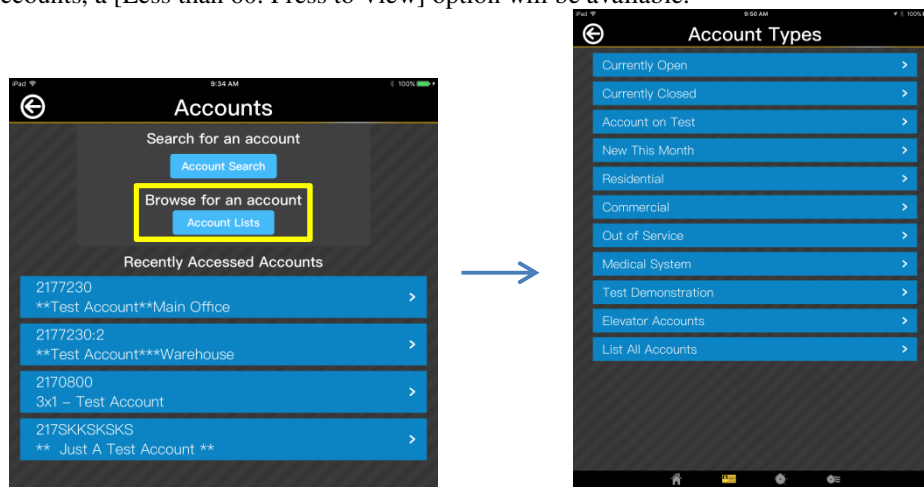 accounts, a [Less than 60. Press to View] option will be available.
iPad 9:34 AM 100%
Accounts
Search for an account
Account Search
Browse for an account
Account Lists
Recently Accessed Accounts
2177230
**Test Account**Main Office
2177230:2
**Test Account***Warehouse
2170800
3x1 – Test Account
217SKKSKSKS
** Just A Test Account **
iPad 9:50 AM 100%
Account Types
Currently Open
Currently Closed
Account on Test
New This Month
Residential
Commercial
Out of Service
Medical System
Test Demonstration
Elevator Accounts
List All Accounts